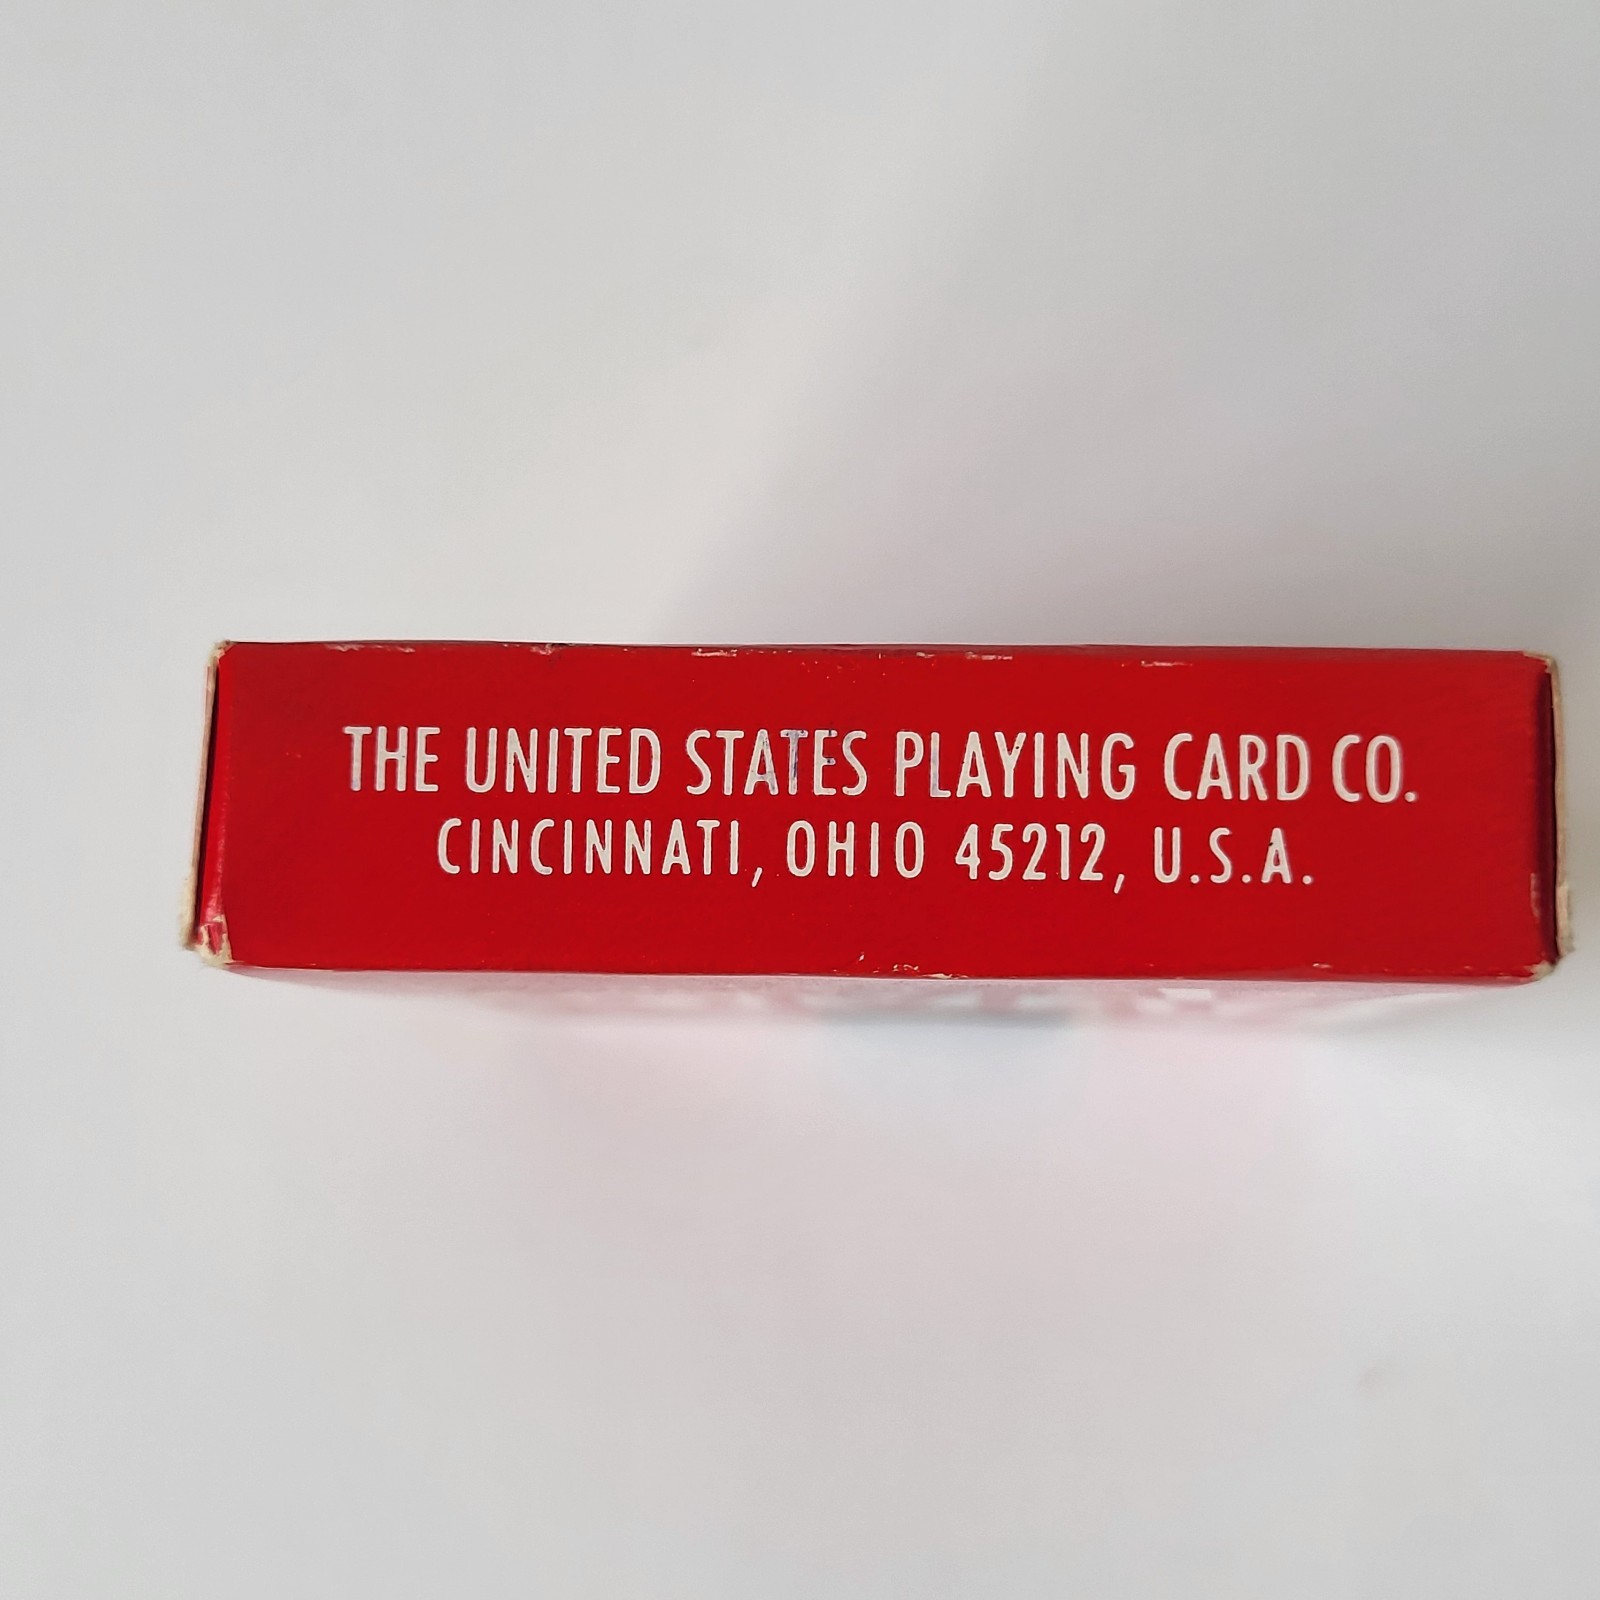 THE UNITED STATES PLAYING CARD CO.
CINCINNATI, OHIO 45212, U.S.A.